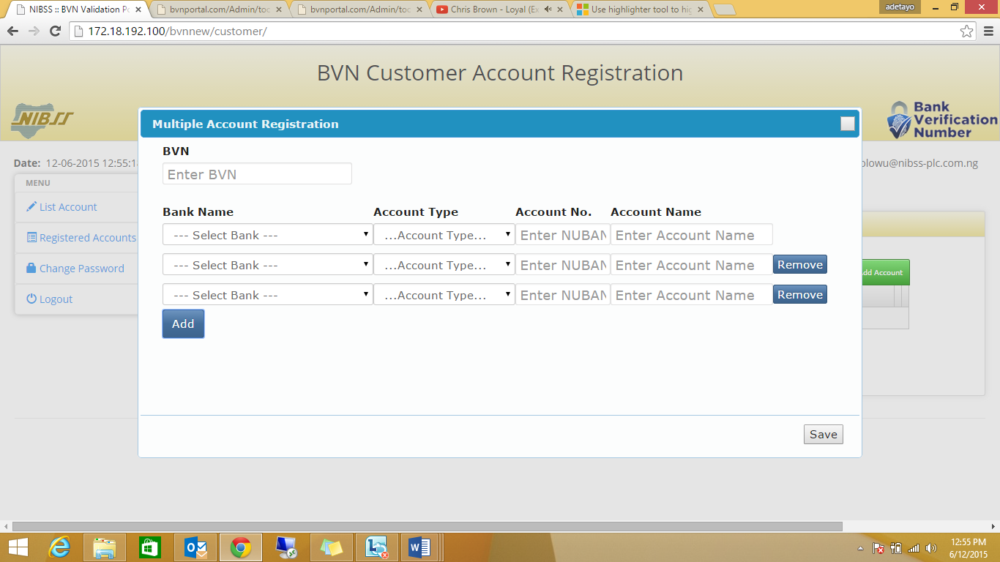 NIBSS :: BVN Validation Po
bvnportal.com/Admin/too
bvnportal.com/Admin/too
Chris Brown - Loyal (Ex
Use highlighter tool to hig
adetayo
172.18.192.100/bvnnew/customer/
BVN Customer Account Registration
NIBSS
Bank
Verification
Number
Multiple Account Registration
Date: 12-06-2015 12:55:1
olowu@nibss-plc.com.ng
MENU
List Account
Registered Accounts
Change Password
Logout
BVN
Enter BVN
Bank Name Account Type Account No. Account Name
--- Select Bank --- ...Account Type... Enter NUBAN Enter Account Name
--- Select Bank --- ...Account Type... Enter NUBAN Enter Account Name Remove
--- Select Bank --- ...Account Type... Enter NUBAN Enter Account Name Remove
Add
dd Account
Save
12:55 PM
6/12/2015